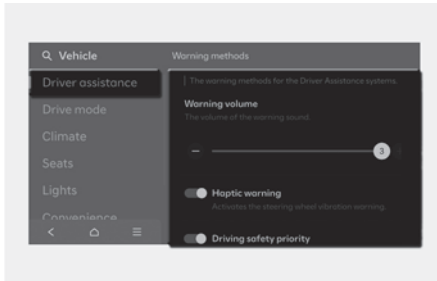 Vehicle
Warning methods
Driver assistance
The warning methods for the Driver Assistance systems.
Drive mode
Warning volume
The volume of the warning sound.
Climate
3
Seats
Lights
Haptic warning
Activates the steering wheel vibration warning.
Convenience
Driving safety priority